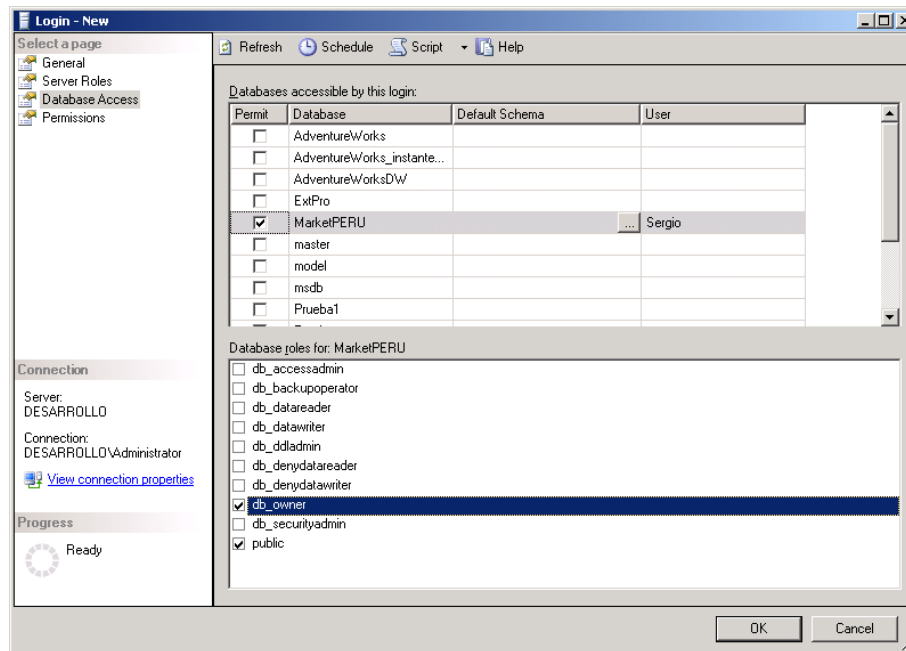 Login - New
Select a page
General
Server Roles
Database Access
Permissions
Refresh Schedule Script Help
Databases accessible by this login:
Permit Database Default Schema User
AdventureWorks
AdventureWorks_instante...
AdventureWorksDW
ExtPro
MarketPERU ... Sergio
master
model
msdb
Prueba1
Database roles for: MarketPERU
db_accessadmin
db_backupoperator
db_datareader
db_datawriter
db_ddladmin
db_denydatareader
db_denydatawriter
db_owner
db_securityadmin
public
Connection
Server:
DESARROLLO
Connection:
DESARROLLO\Administrator
View connection properties
Progress
Ready
OK Cancel